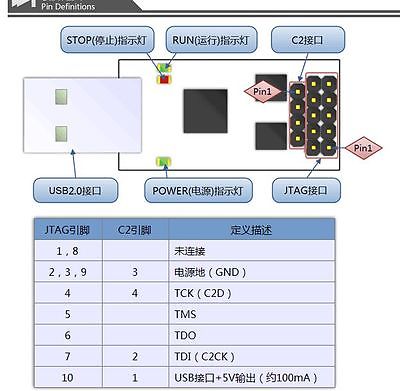 Pin Definitions
STOP(停止)指示灯
RUN(运行)指示灯
C2接口
Pin1
Pin1
USB2.0接口
POWER(电源)指示灯
JTAG接口
JTAG引脚 C2引脚 定义描述
1,8 未连接
2,3,9 3 电源地(GND)
4 4 TCK(C2D)
5 TMS
6 TDO
7 2 TDI(C2CK)
10 1 USB接口+5V输出(约100mA)